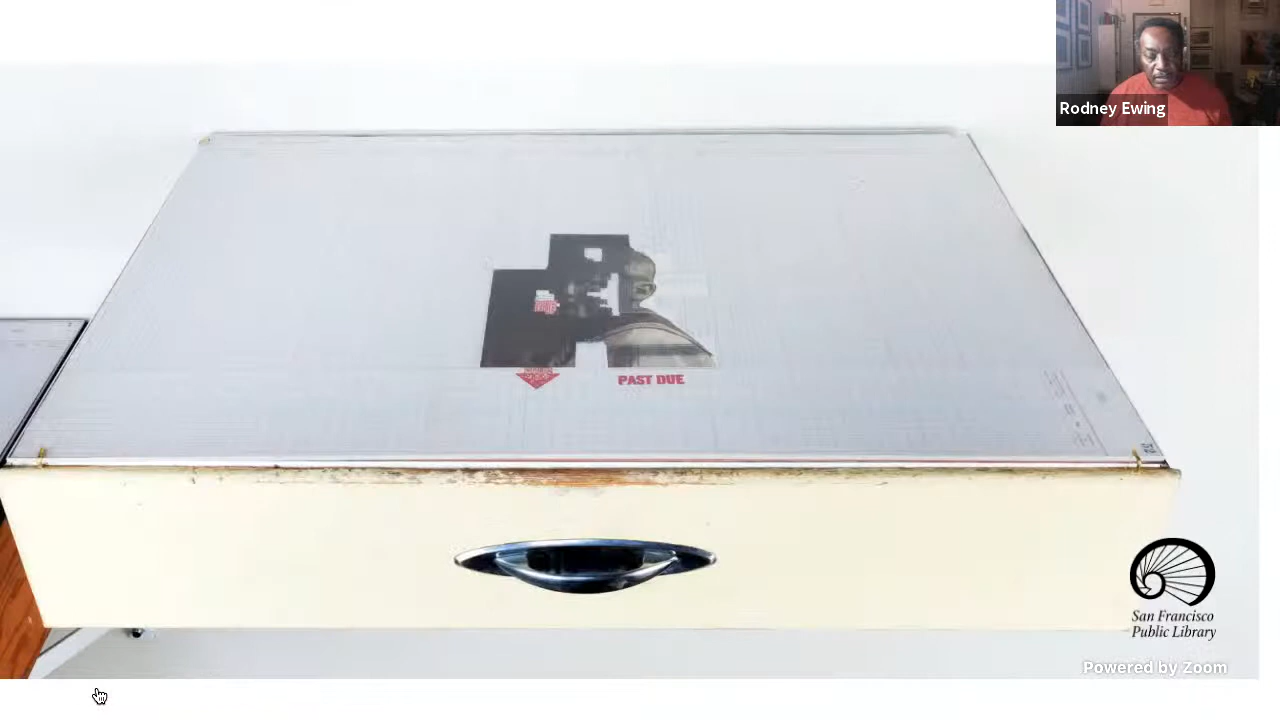 Rodney Ewing
PAST DUE
San Francisco
Public Library
Powered by Zoom